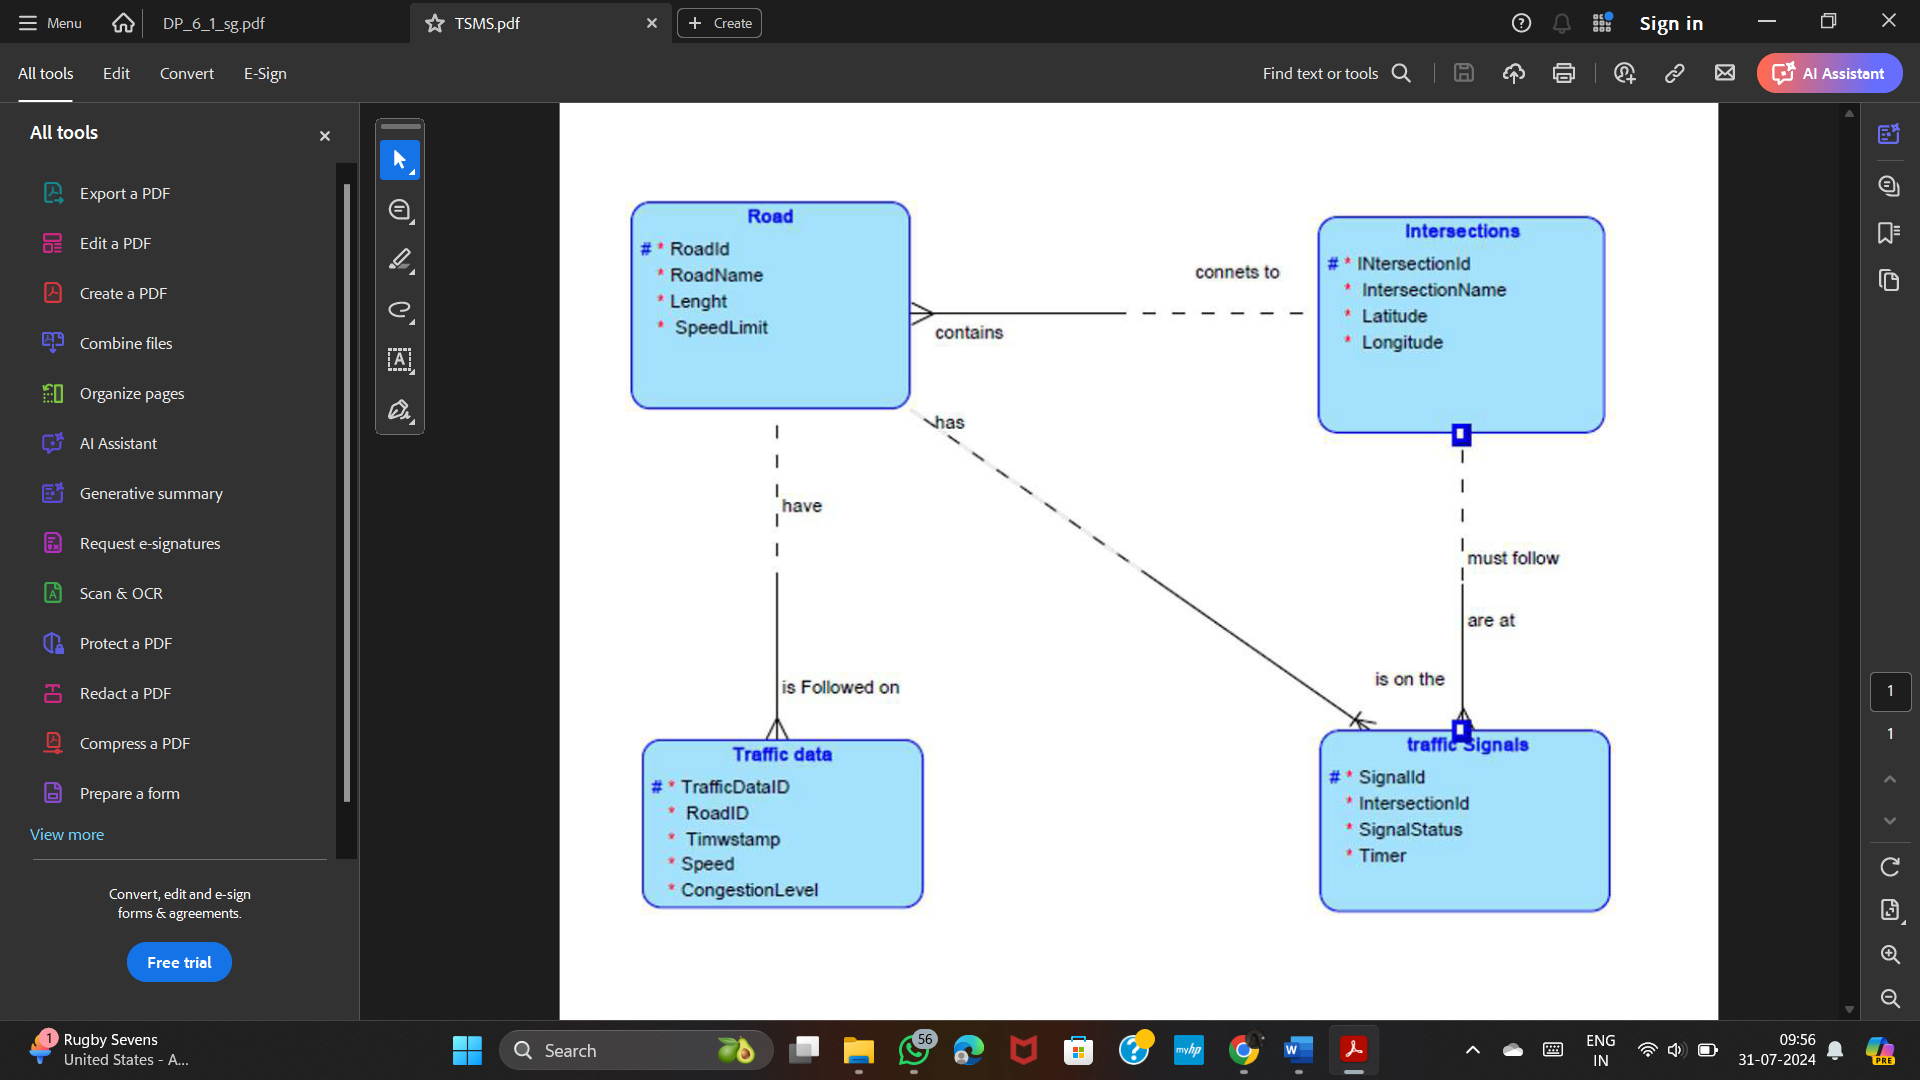 Menu
DP_6_1_sg.pdf
TSMS.pdf
Create
Sign in
All tools
Edit
Convert
E-Sign
Find text or tools
AI Assistant
All tools
Export a PDF
Edit a PDF
Create a PDF
Combine files
Organize pages
AI Assistant
Generative summary
Request e-signatures
Scan & OCR
Protect a PDF
Redact a PDF
Compress a PDF
Prepare a form
View more
Convert, edit and e-sign
forms & agreements.
Free trial
Road
# * RoadId
* RoadName
* Lenght
* SpeedLimit
Intersections
# * INtersectionId
* IntersectionName
* Latitude
* Longitude
connets to
contains
has
have
must follow
are at
is on the
is Followed on
Traffic data
# * TrafficDataID
* RoadID
* Timwstamp
* Speed
* CongestionLevel
traffic Signals
# * SignalId
* IntersectionId
* SignalStatus
* Timer
1
1
1
Rugby Sevens
United States - A...
Search
56
myhp
ENG
IN
09:56
31-07-2024
PRE